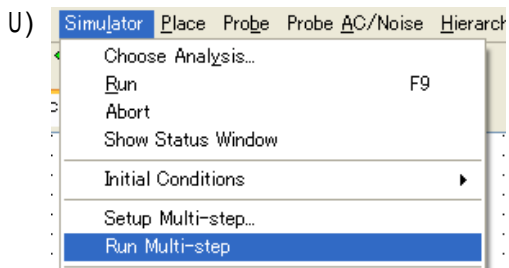 U) Simulator Place Probe Probe AC/Noise Hierarch
Choose Analysis...
Run F9
Abort
Show Status Window
Initial Conditions
Setup Multi-step...
Run Multi-step